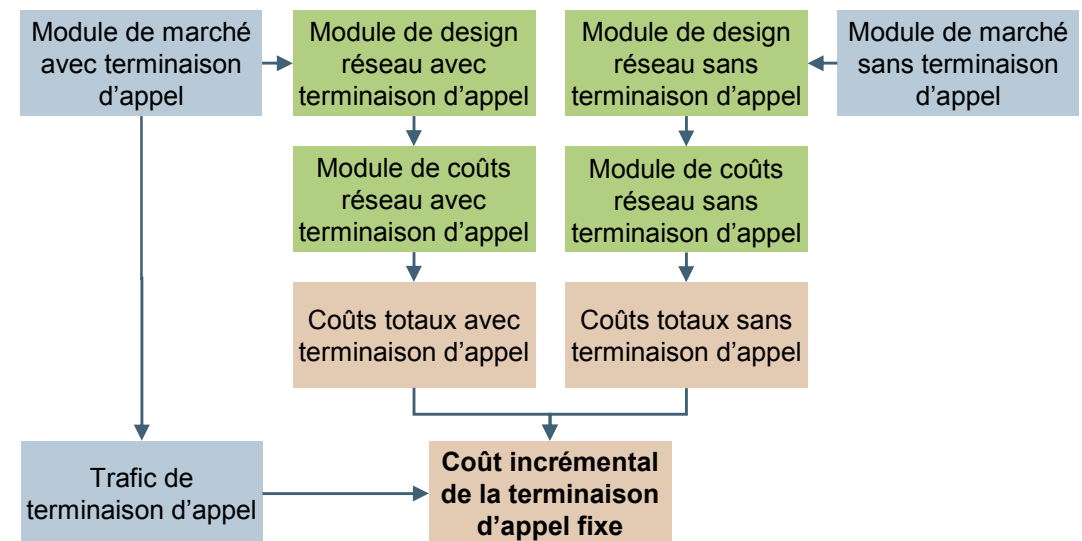 Module de marché
avec terminaison
d’appel
Module de design
réseau avec
terminaison d’appel
Module de design
réseau sans
terminaison d’appel
Module de marché
sans terminaison
d’appel
Module de coûts
réseau avec
terminaison d’appel
Module de coûts
réseau sans
terminaison d’appel
Coûts totaux avec
terminaison d’appel
Coûts totaux sans
terminaison d’appel
Trafic de
terminaison d’appel
Coût incrémental
de la terminaison
d’appel fixe